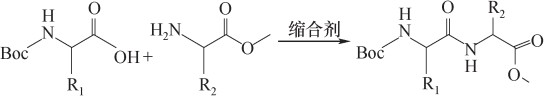 Boc H N R₁ O OH + H₂N R₂ O O 缩合剂 Boc H N R₁ O N H R₂ O O